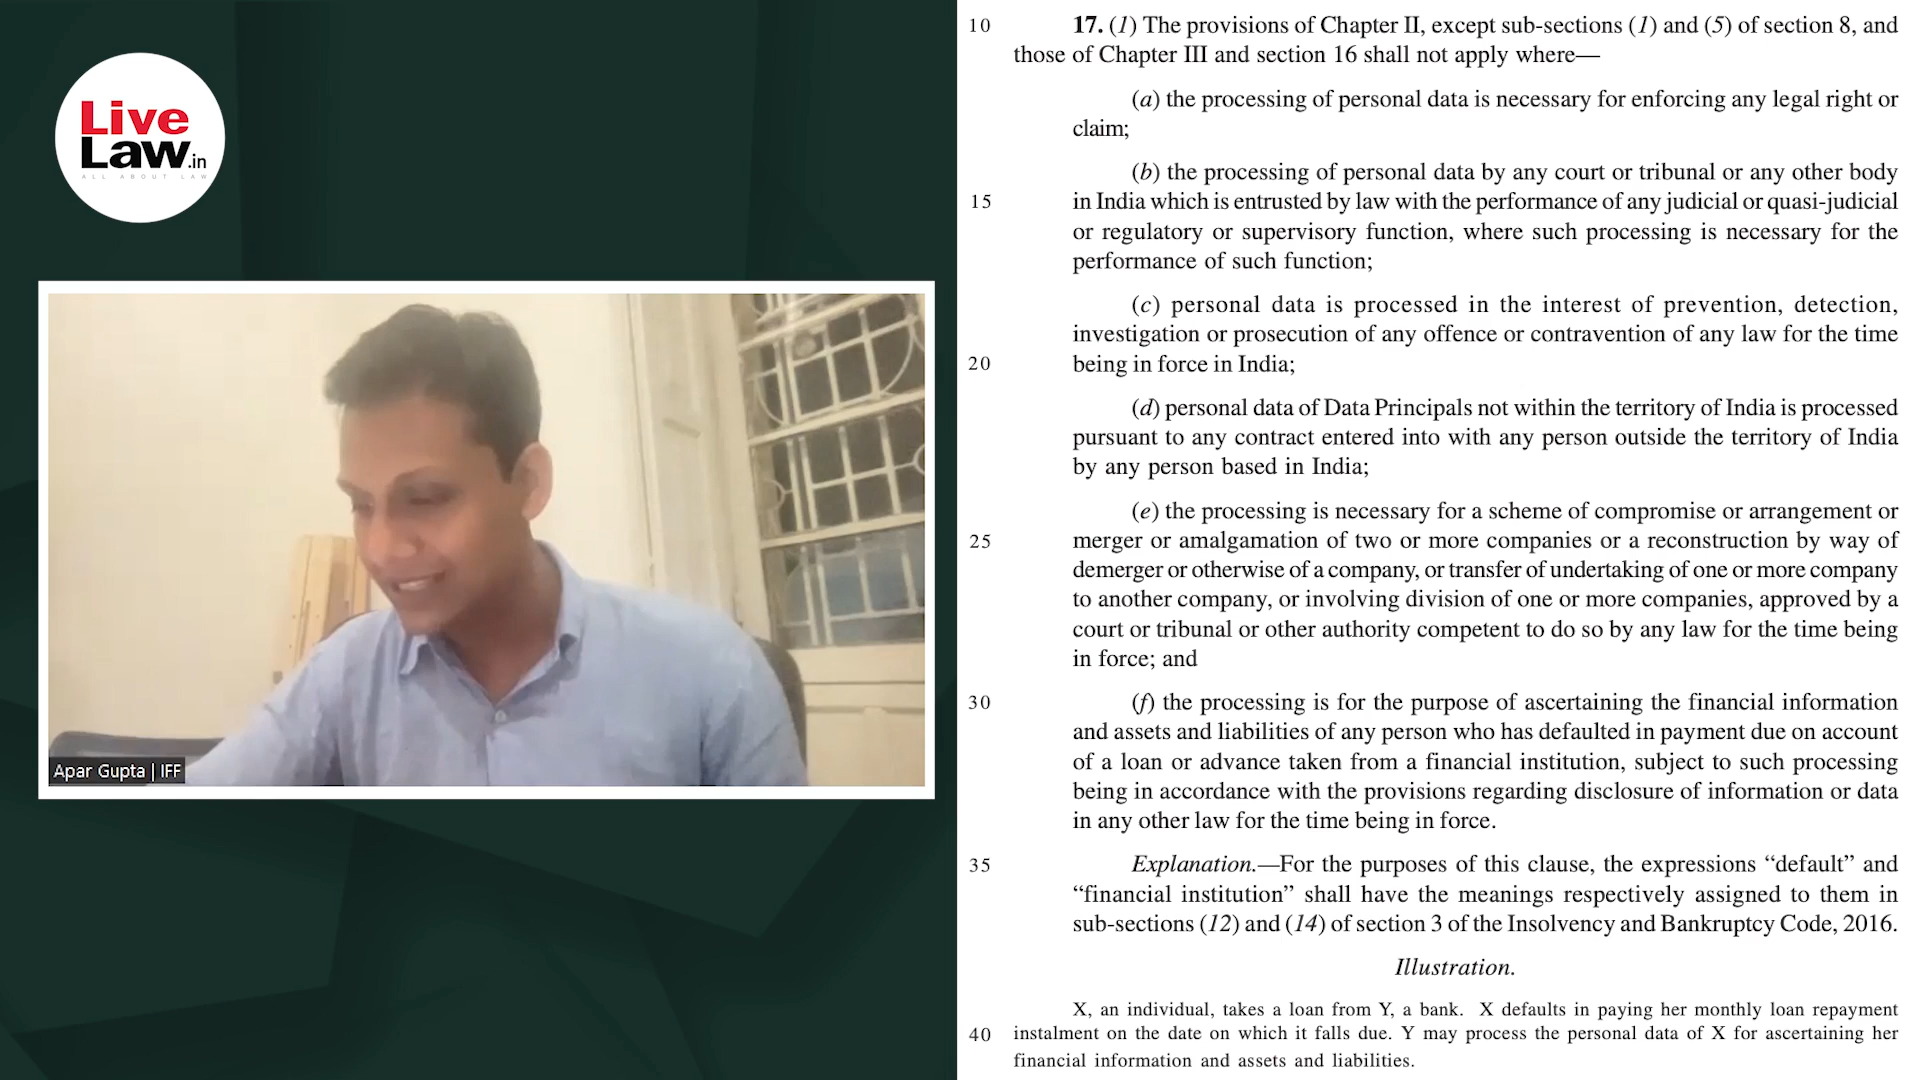 Live
Law.in
ALL ABOUT LAW
Apar Gupta | IFF
10 17. (1) The provisions of Chapter II, except sub-sections (1) and (5) of section 8, and
those of Chapter III and section 16 shall not apply where—
(a) the processing of personal data is necessary for enforcing any legal right or
claim;
(b) the processing of personal data by any court or tribunal or any other body
15 in India which is entrusted by law with the performance of any judicial or quasi-judicial
or regulatory or supervisory function, where such processing is necessary for the
performance of such function;
(c) personal data is processed in the interest of prevention, detection,
investigation or prosecution of any offence or contravention of any law for the time
20 being in force in India;
(d) personal data of Data Principals not within the territory of India is processed
pursuant to any contract entered into with any person outside the territory of India
by any person based in India;
(e) the processing is necessary for a scheme of compromise or arrangement or
25 merger or amalgamation of two or more companies or a reconstruction by way of
demerger or otherwise of a company, or transfer of undertaking of one or more company
to another company, or involving division of one or more companies, approved by a
court or tribunal or other authority competent to do so by any law for the time being
in force; and
30 (f) the processing is for the purpose of ascertaining the financial information
and assets and liabilities of any person who has defaulted in payment due on account
of a loan or advance taken from a financial institution, subject to such processing
being in accordance with the provisions regarding disclosure of information or data
in any other law for the time being in force.
35 Explanation.—For the purposes of this clause, the expressions “default” and
“financial institution” shall have the meanings respectively assigned to them in
sub-sections (12) and (14) of section 3 of the Insolvency and Bankruptcy Code, 2016.
Illustration.
X, an individual, takes a loan from Y, a bank. X defaults in paying her monthly loan repayment
40 instalment on the date on which it falls due. Y may process the personal data of X for ascertaining her
financial information and assets and liabilities.